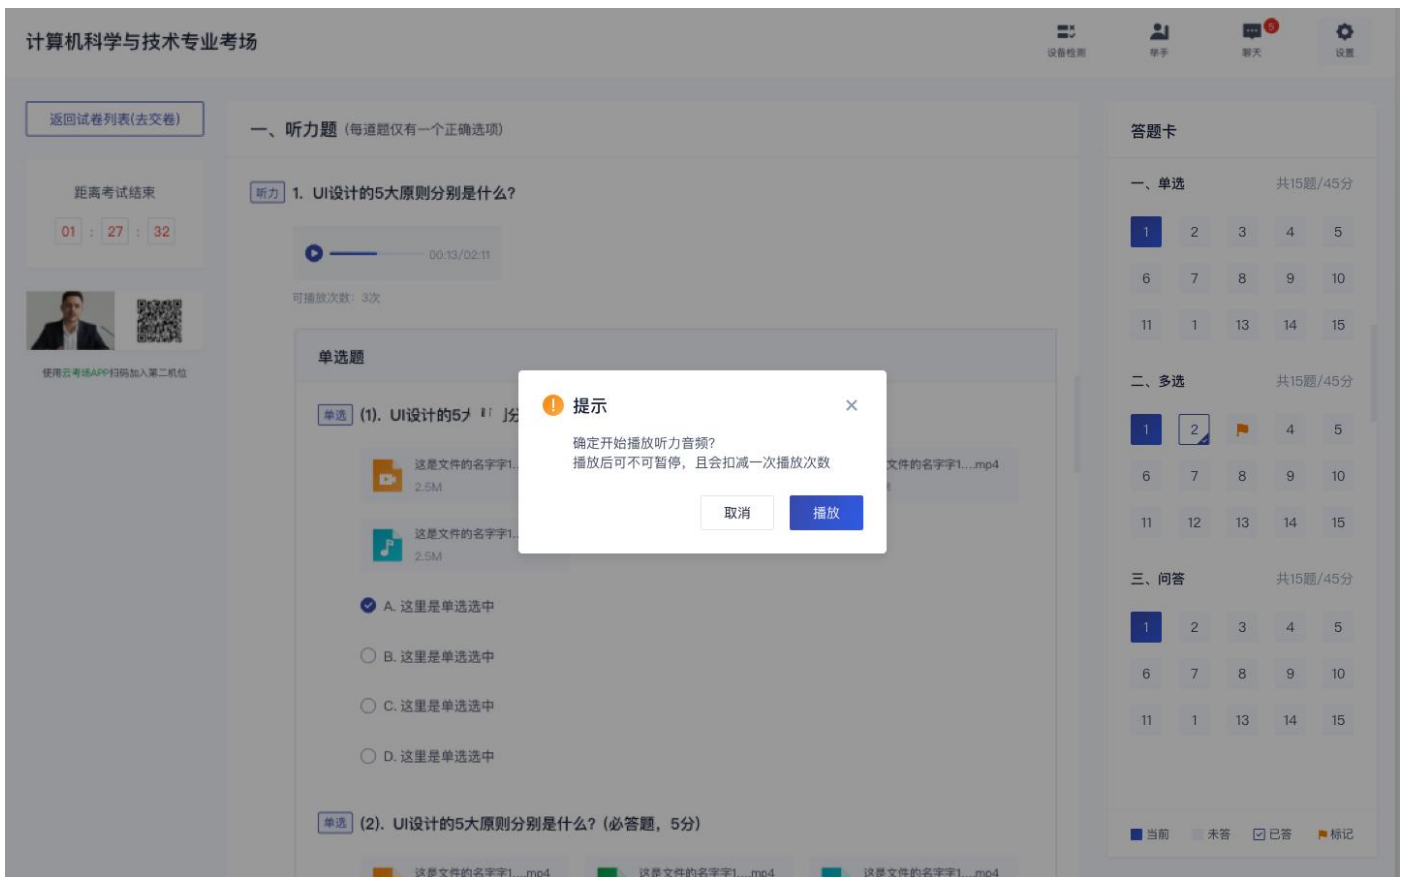 计算机科学与技术专业考场
设备检测
举手
5
聊天
设置
返回试卷列表(去交卷)
距离考试结束
01 : 27 : 32
使用云考场APP扫码加入第二机位
一、听力题 (每道题仅有一个正确选项)
听力 1. UI设计的5大原则分别是什么?
00:13/02:11
可播放次数: 3次
单选题
单选 (1). UI设计的5
这是文件的名字字1...
2.5M
文件的名字字1....mp4
这是文件的名字字1...
2.5M
A. 这里是单选选中
B. 这里是单选选中
C. 这里是单选选中
D. 这里是单选选中
单选 (2). UI设计的5大原则分别是什么? (必答题, 5分)
这是文件的名字字1....mp4
这是文件的名字字1....mp4
这是文件的名字字1....mp4
提示
确定开始播放听力音频?
播放后可不可暂停, 且会扣减一次播放次数
取消
播放
答题卡
一、单选 共15题/45分
1 2 3 4 5
6 7 8 9 10
11 1 13 14 15
二、多选 共15题/45分
1 2 4 5
6 7 8 9 10
11 12 13 14 15
三、问答 共15题/45分
1 2 3 4 5
6 7 8 9 10
11 1 13 14 15
当前 未答 已答 标记